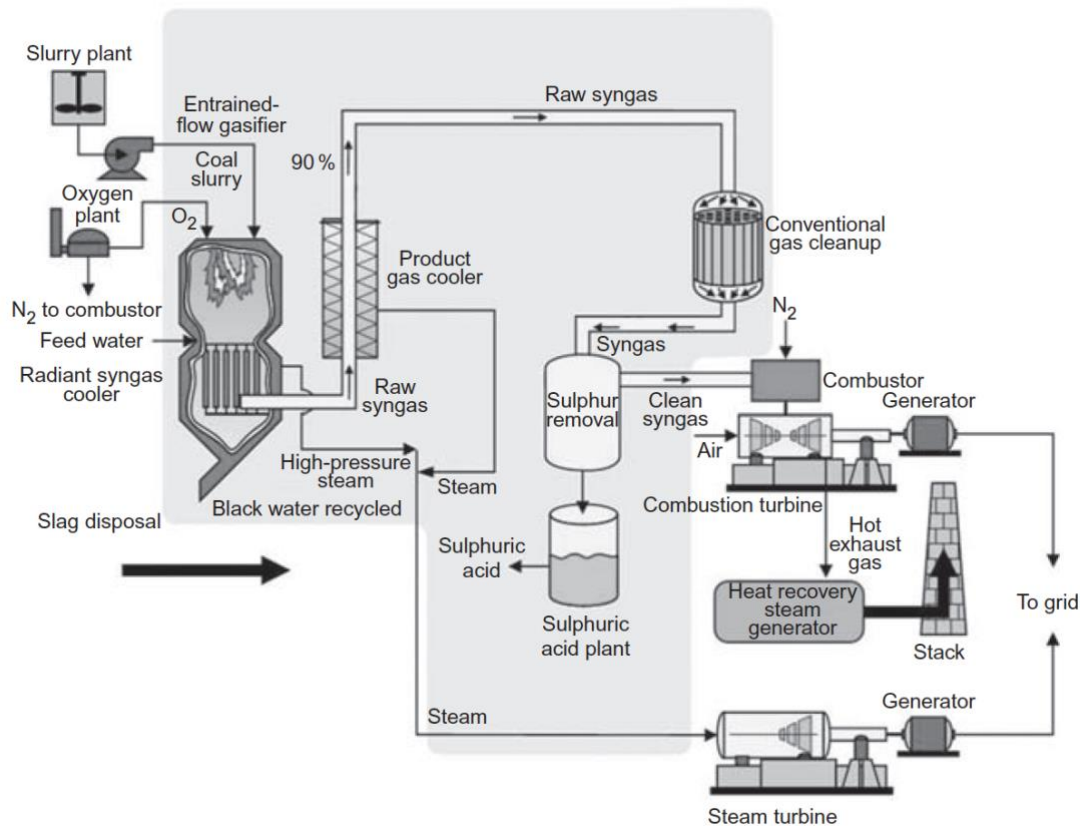 Slurry plant
Entrained-
flow gasifier
Coal
slurry
Oxygen
plant
O2
N2 to combustor
Feed water
Radiant syngas
cooler
90 %
Raw syngas
Product
gas cooler
Conventional
gas cleanup
Raw
syngas
High-pressure
steam
Steam
Black water recycled
Slag disposal
Syngas
Sulphur
removal
Clean
syngas
N2
Combustor
Generator
Air
Combustion turbine
Sulphuric
acid
Sulphuric
acid plant
Hot
exhaust
gas
Heat recovery
steam
generator
Stack
To grid
Steam
Generator
Steam turbine